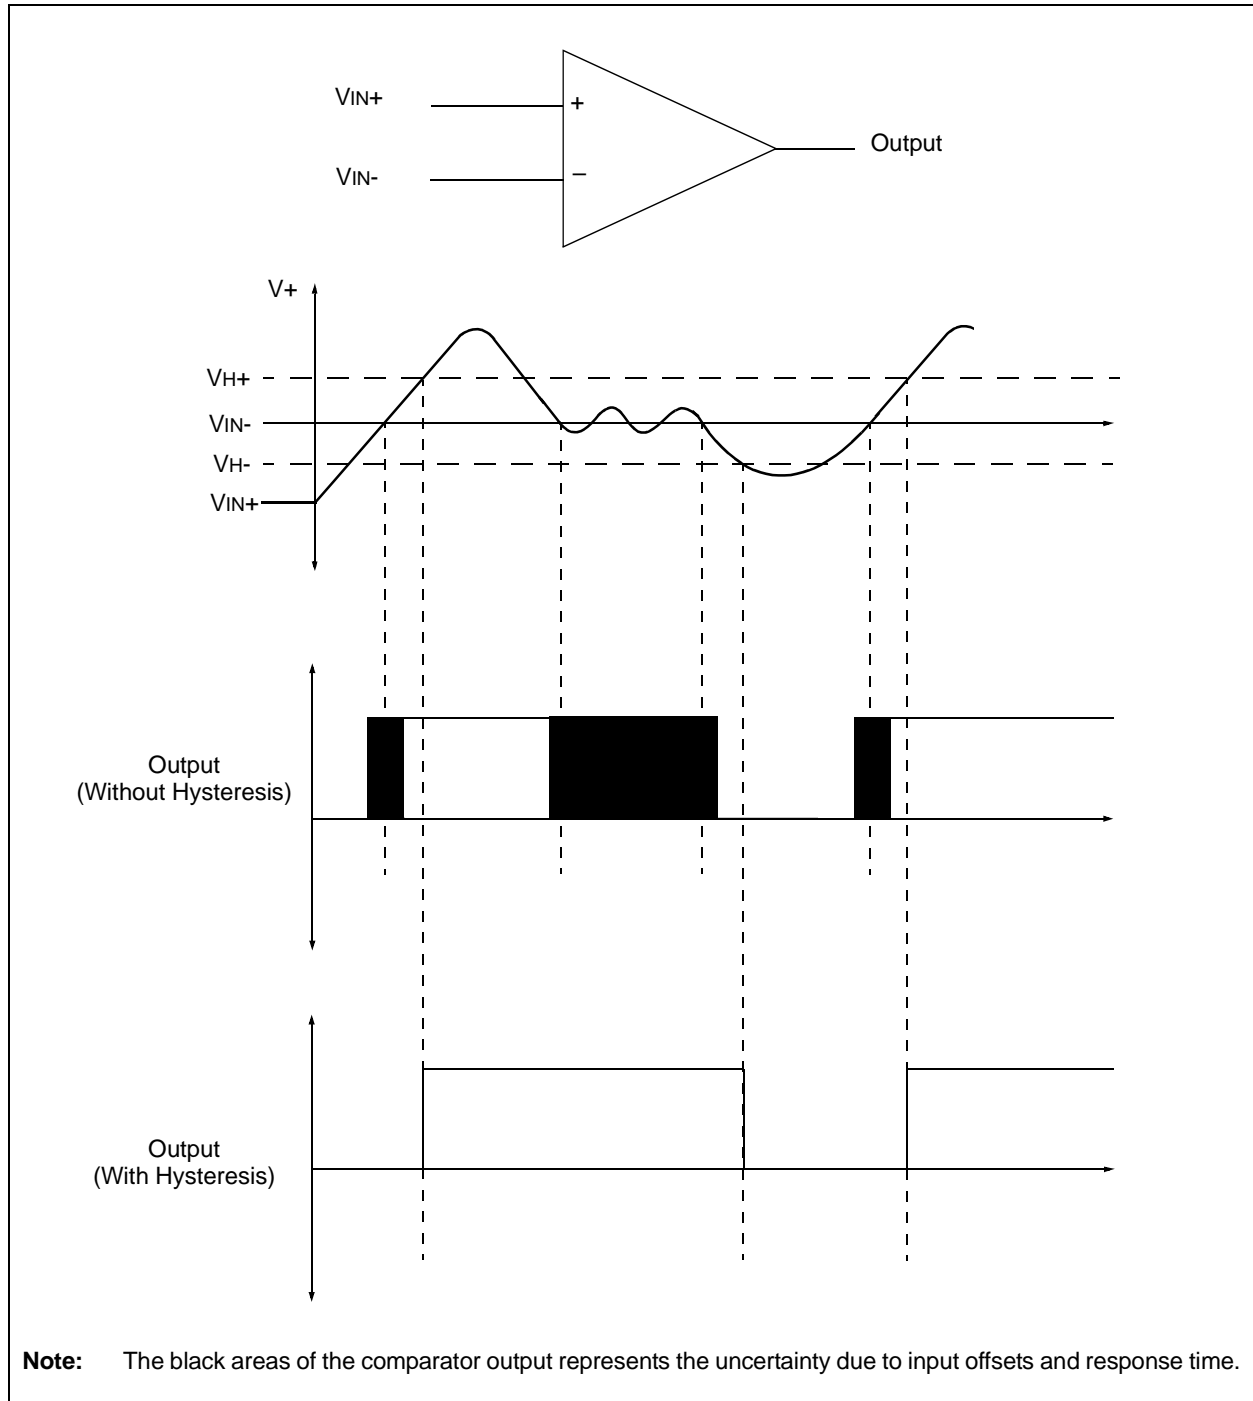 VIN+
+
Output
VIN-
–
V+
VH+
VIN-
VH-
VIN+
Output
(Without Hysteresis)
Output
(With Hysteresis)
Note: The black areas of the comparator output represents the uncertainty due to input offsets and response time.